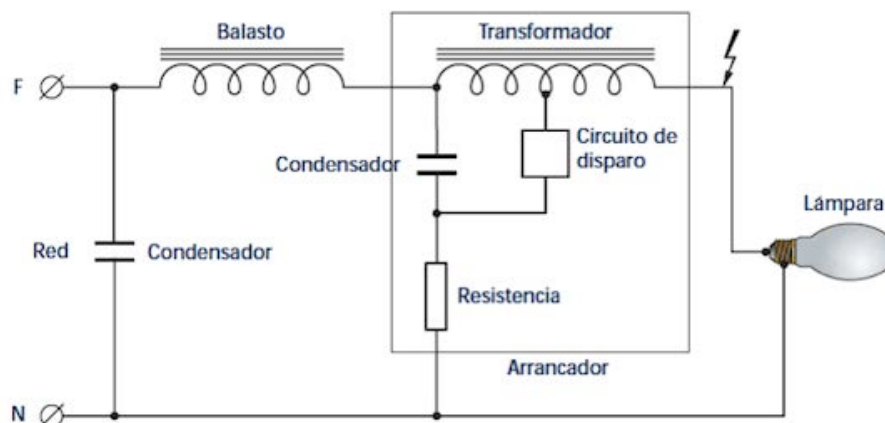 Balasto
Transformador
F
Circuito de
disparo
Condensador
Lámpara
Red
Condensador
Resistencia
Arrancador
N